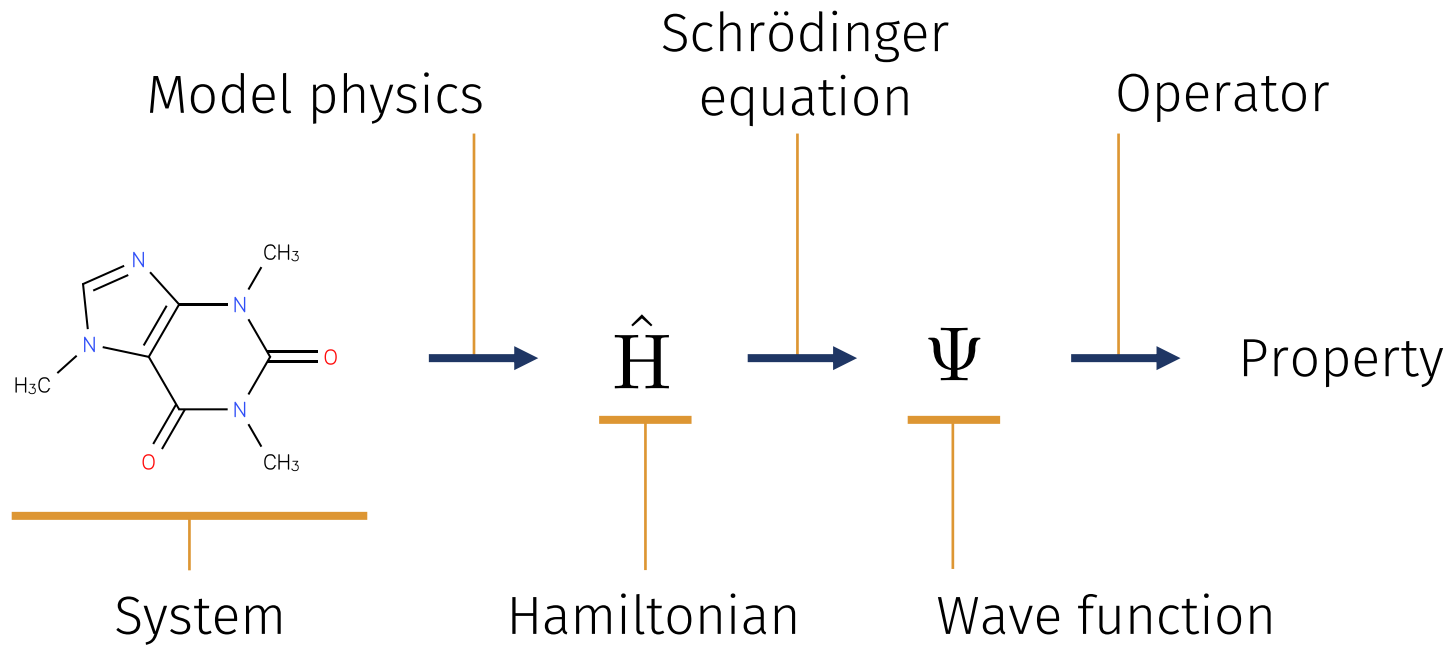 Schrödinger
equation
Model physics
Operator
N
CH₃
N
N
O
H₃C
N
O
CH₃
Ĥ
Ψ
Property
System
Hamiltonian
Wave function